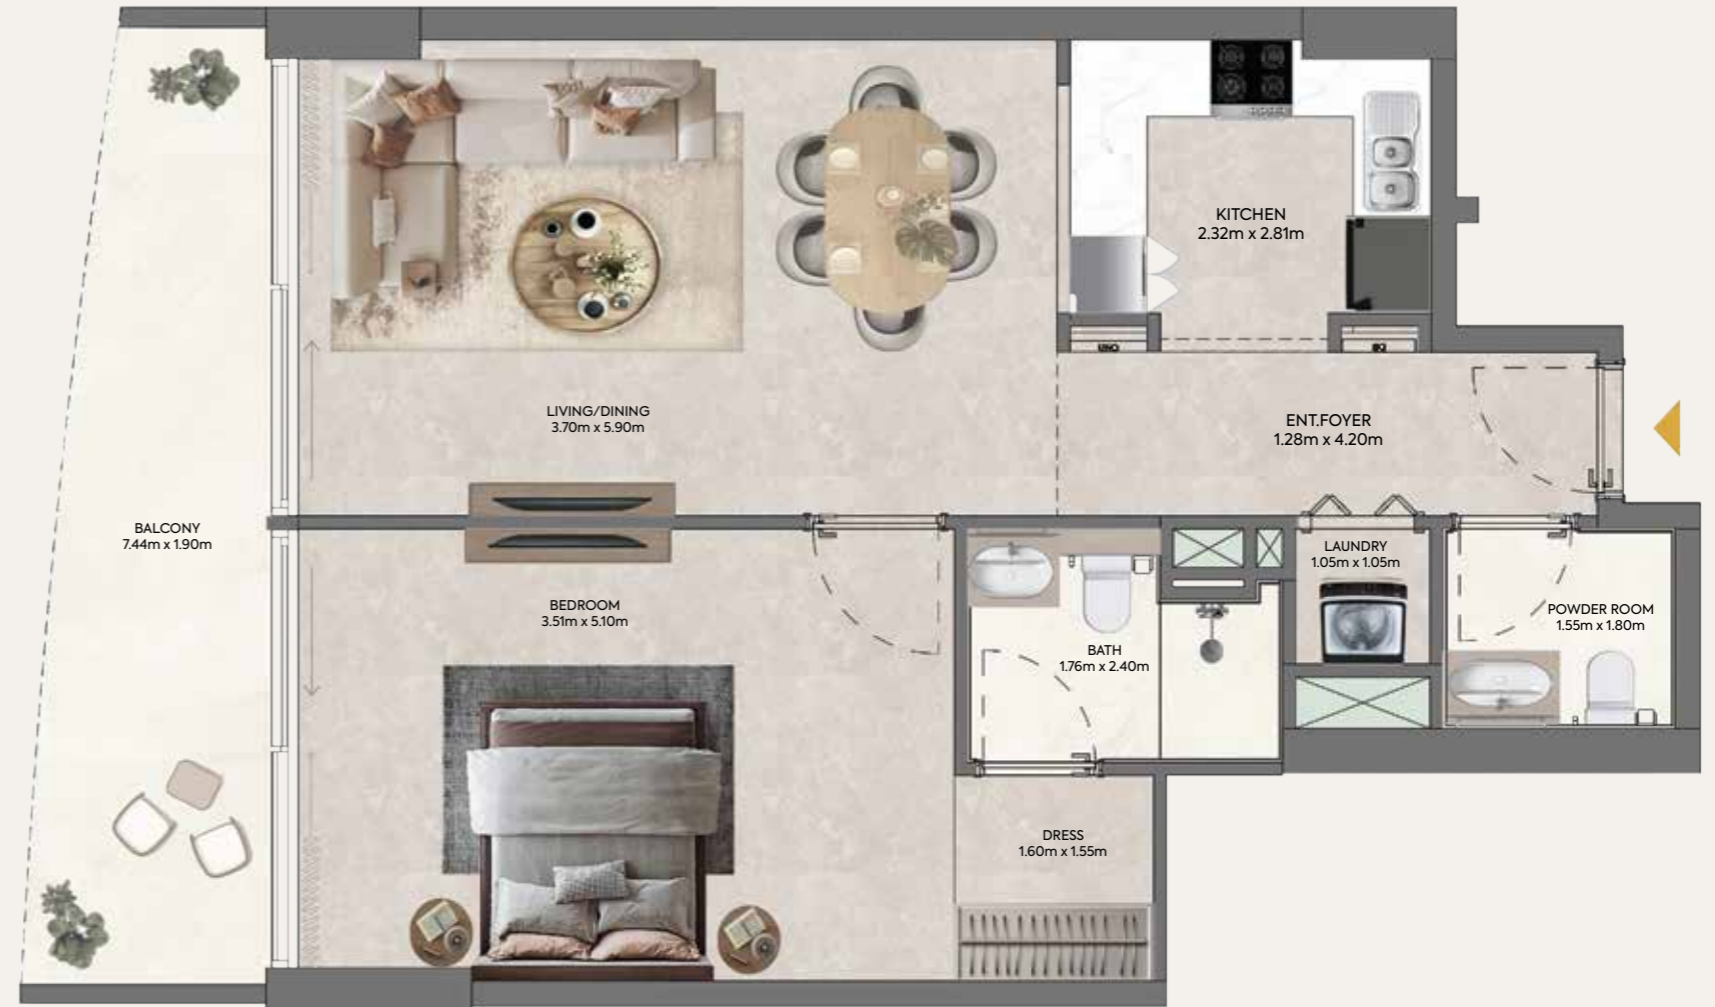 KITCHEN
2.32m x 2.81m
LIVING/DINING
3.70m x 5.90m
ENT.FOYER
1.28m x 4.20m
BALCONY
7.44m x 1.90m
LAUNDRY
1.05m x 1.05m
BEDROOM
3.51m x 5.10m
POWDER ROOM
1.55m x 1.80m
BATH
1.76m x 2.40m
DRESS
1.60m x 1.55m